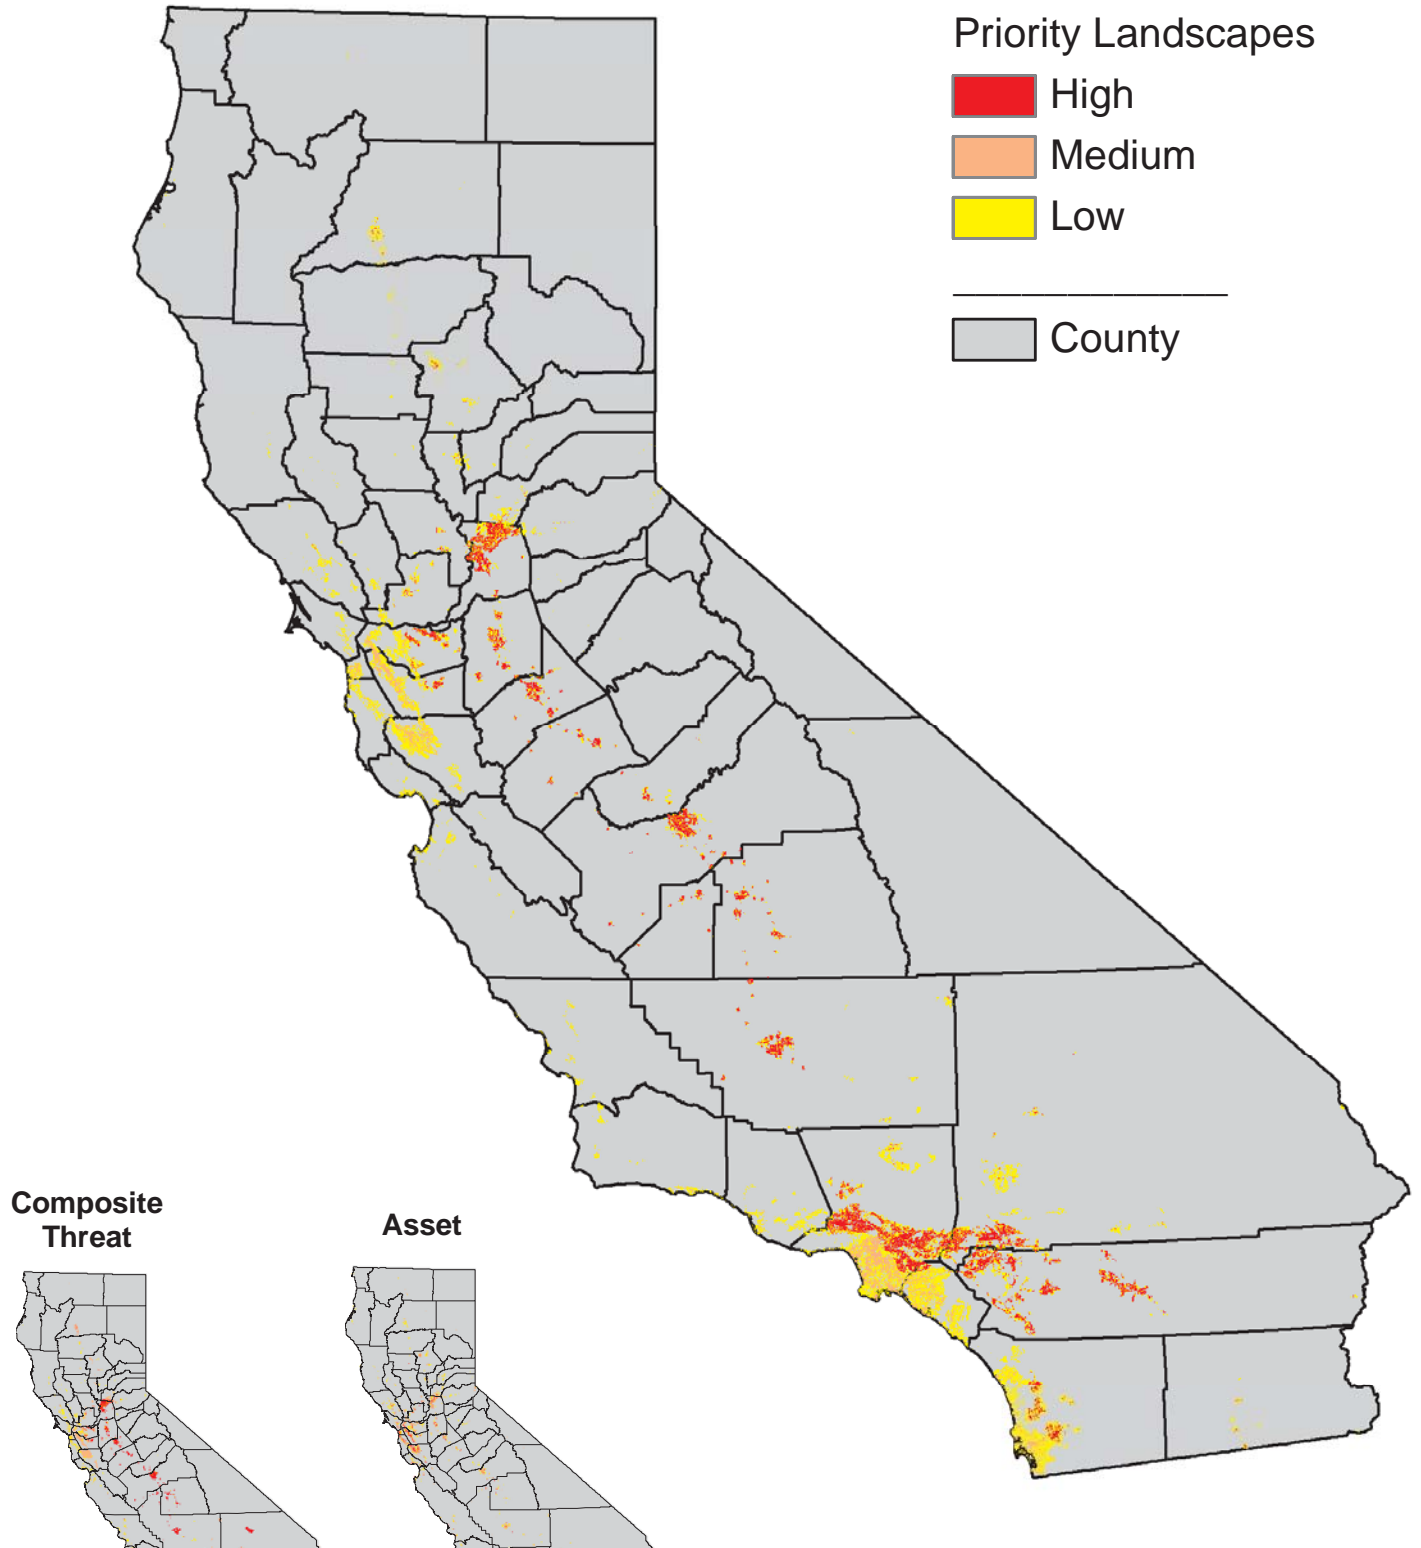 Priority Landscapes
High
Medium
Low
County
Composite
Threat
Asset